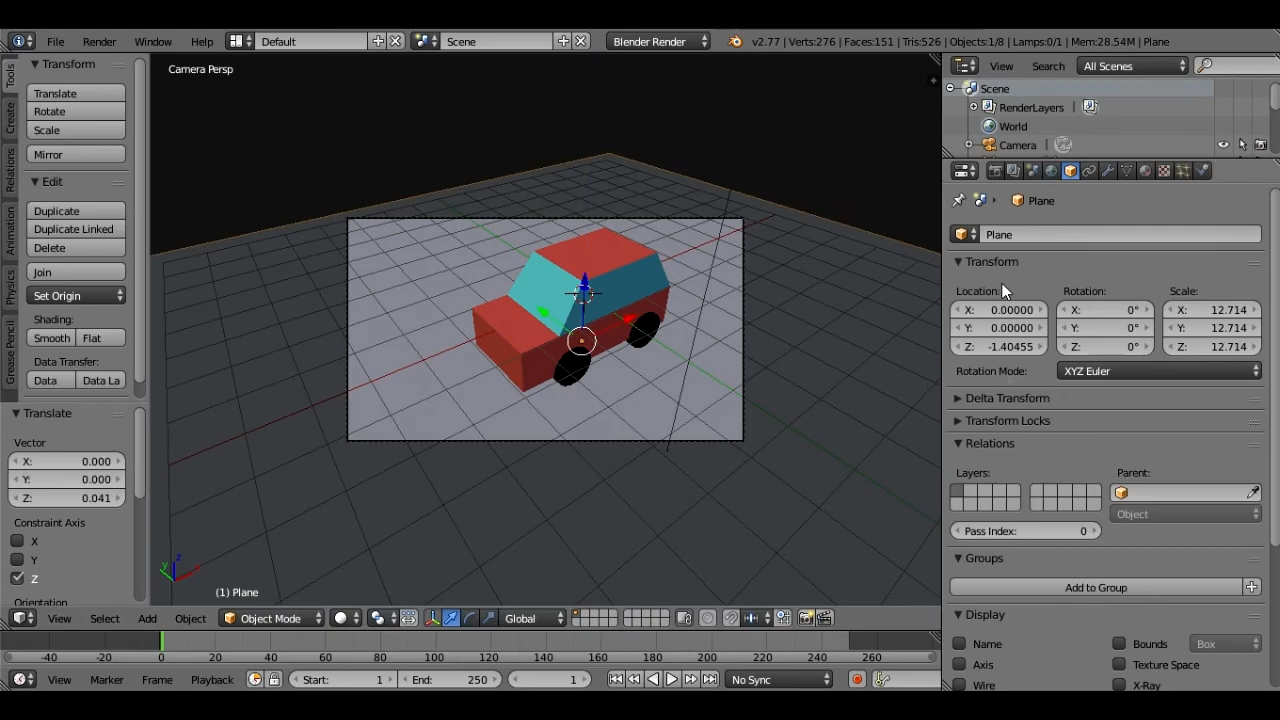 File Render Window Help Default Scene Blender Render v2.77 | Verts:276 | Faces:151 | Tris:526 | Objects:1/8 | Lamps:0/1 | Mem:28.54M | Plane
Tools
Create
Relations
Animation
Physics
Grease Pencil
Transform
Translate
Rotate
Scale
Mirror
Edit
Duplicate
Duplicate Linked
Delete
Join
Set Origin
Shading:
Smooth Flat
Data Transfer:
Data Data La
Translate
Vector
X: 0.000
Y: 0.000
Z: 0.041
Constraint Axis
X
Y
Z
Orientation
Camera Persp
y z
(1) Plane
View Search All Scenes
Scene
RenderLayers
World
Camera
Plane
Plane
Transform
Location: Rotation: Scale:
X: 0.00000 X: 0° X: 12.714
Y: 0.00000 Y: 0° Y: 12.714
Z: -1.40455 Z: 0° Z: 12.714
Rotation Mode: XYZ Euler
Delta Transform
Transform Locks
Relations
Layers: Parent:
Object
Pass Index: 0
Groups
Add to Group
Display
Name Bounds Box
Axis Texture Space
Wire X-Ray
View Select Add Object Object Mode Global
-40 -20 0 20 40 60 80 100 120 140 160 180 200 220 240 260
View Marker Frame Playback Start: 1 End: 250 1 No Sync